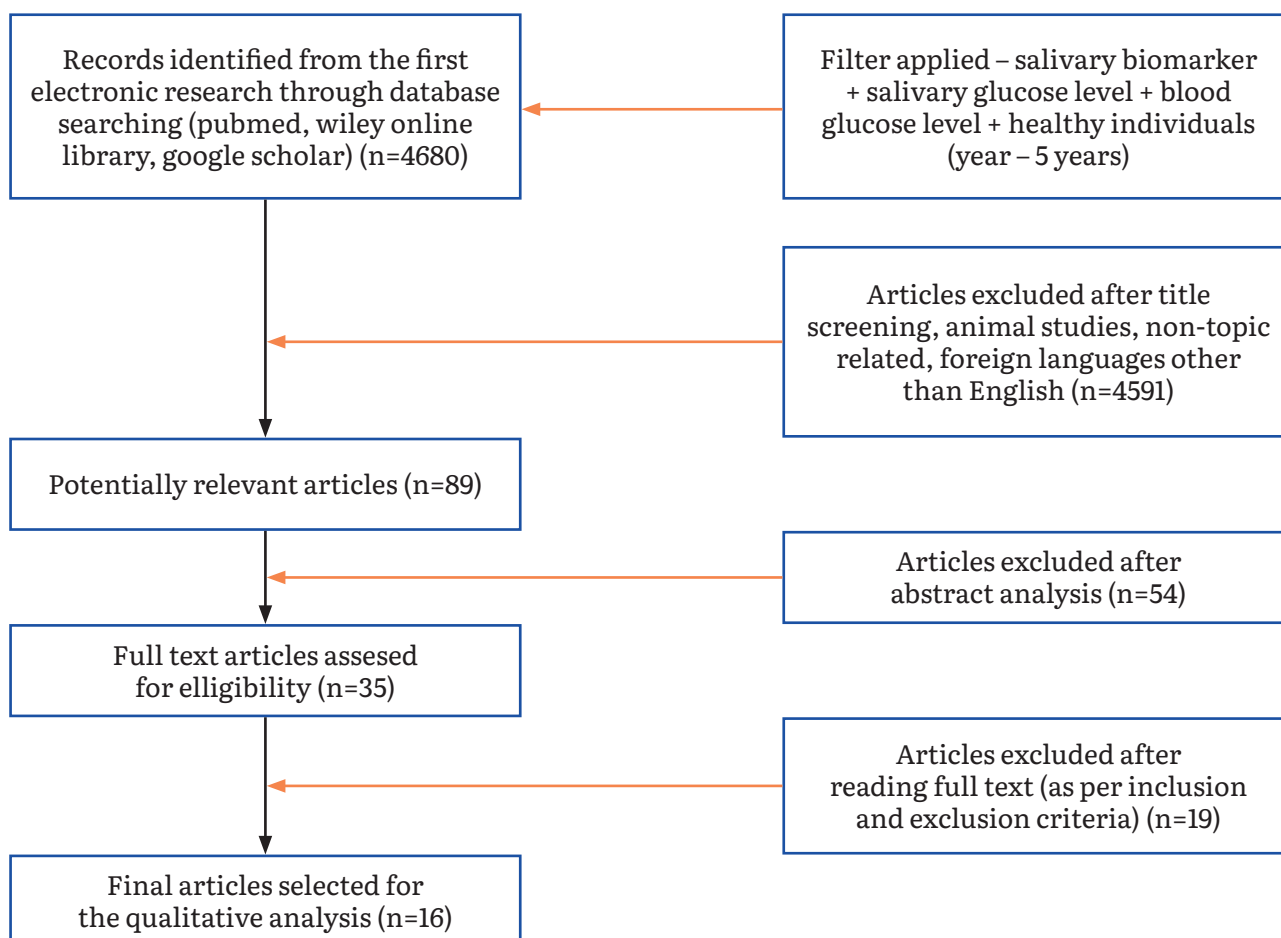 Records identified from the first
electronic research through database
searching (pubmed, wiley online
library, google scholar) (n=4680)
Filter applied – salivary biomarker
+ salivary glucose level + blood
glucose level + healthy individuals
(year – 5 years)
Articles excluded after title
screening, animal studies, non-topic
related, foreign languages other
than English (n=4591)
Potentially relevant articles (n=89)
Articles excluded after
abstract analysis (n=54)
Full text articles assesed
for elligibility (n=35)
Articles excluded after
reading full text (as per inclusion
and exclusion criteria) (n=19)
Final articles selected for
the qualitative analysis (n=16)